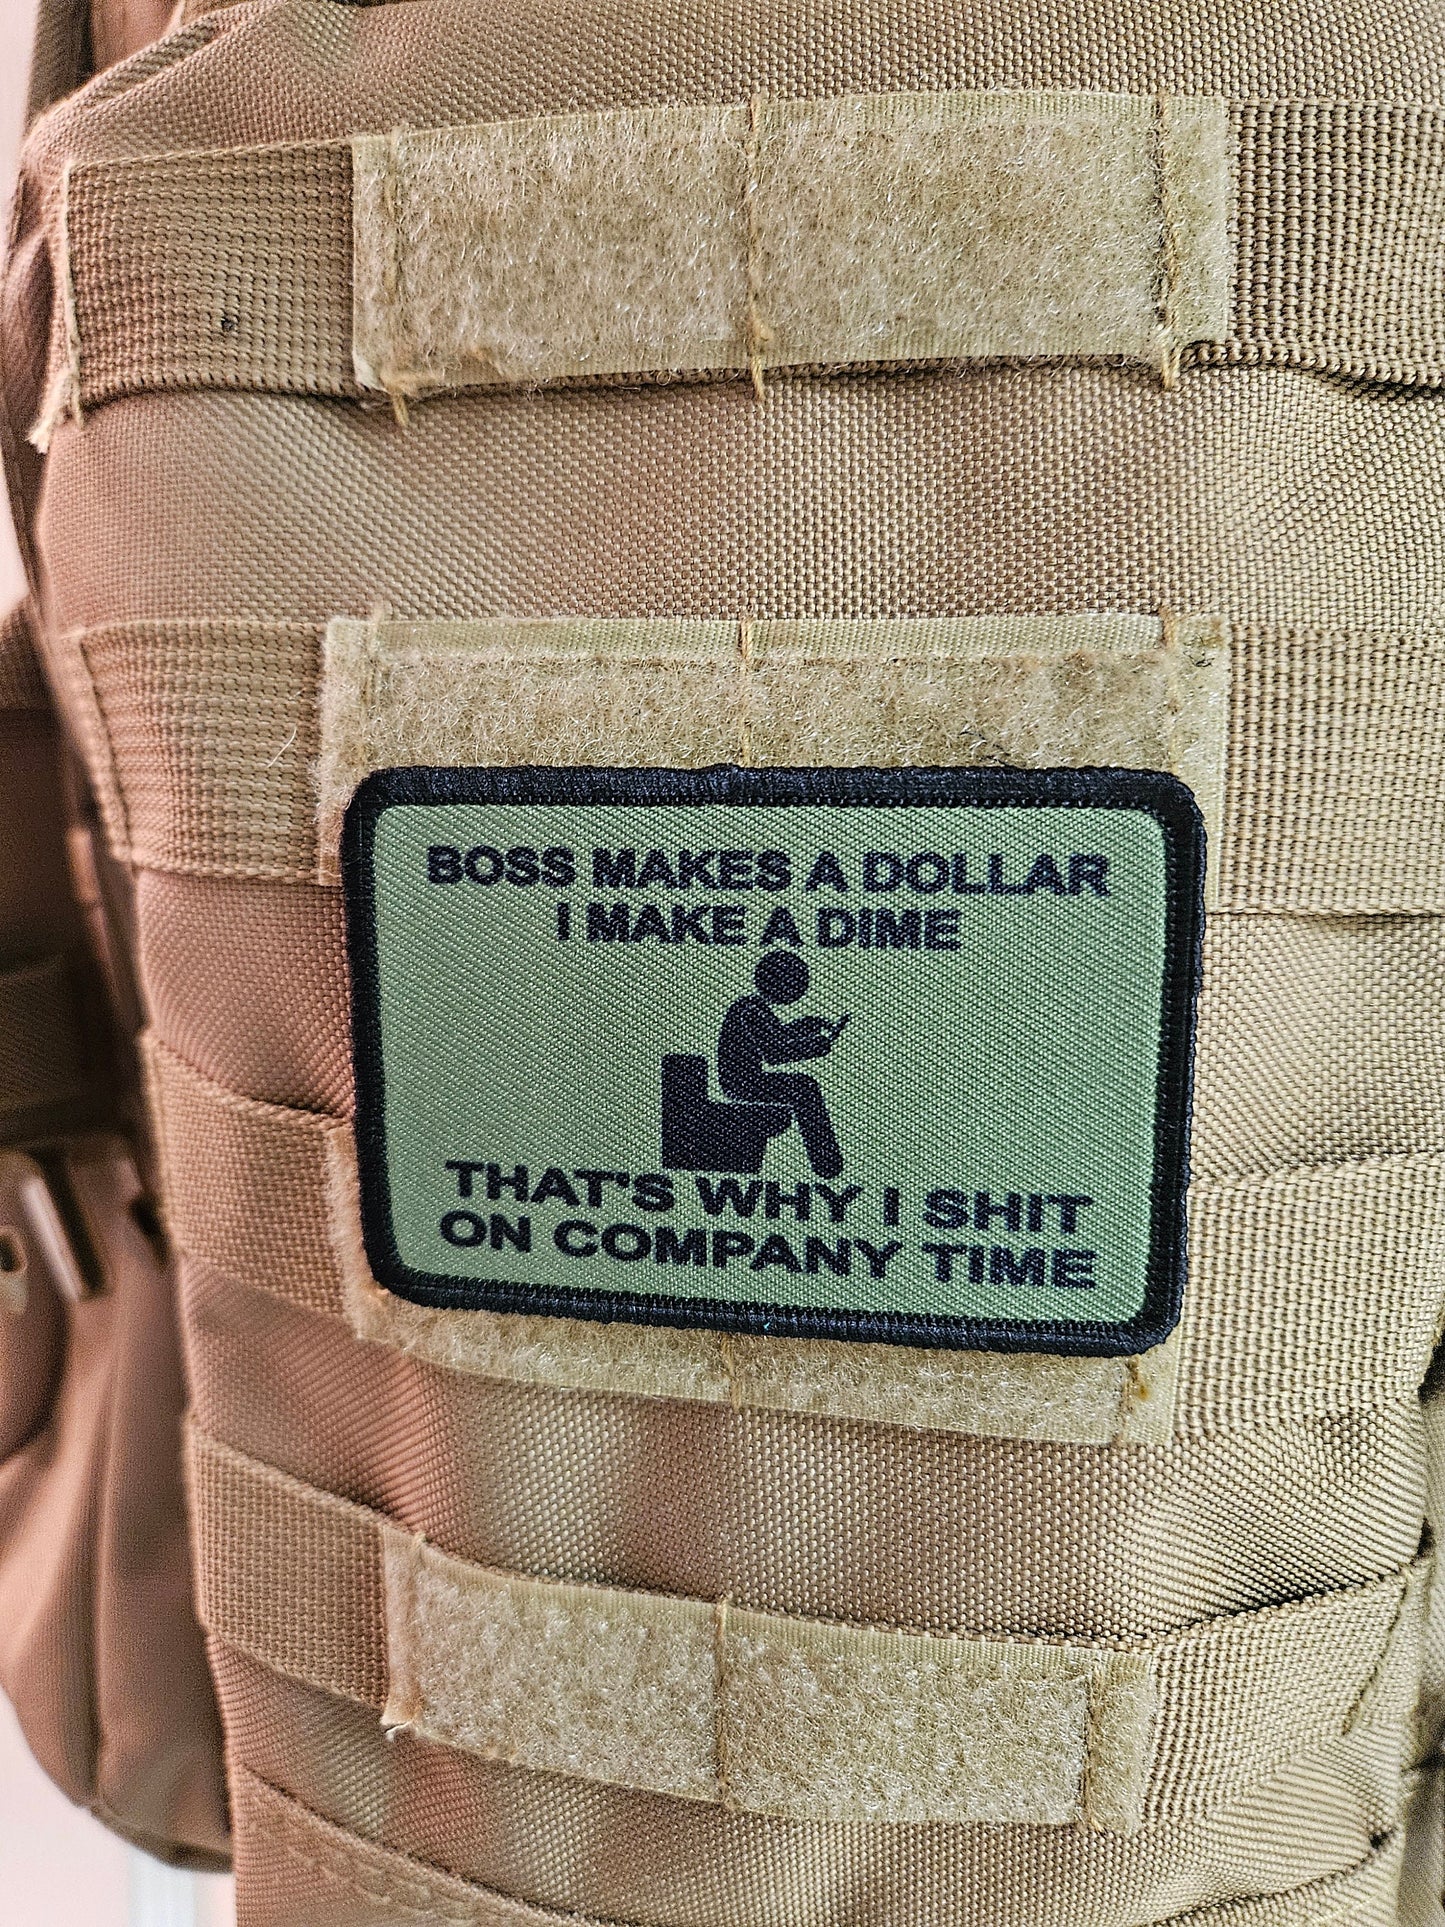 BOSS MAKES A DOLLAR
I MAKE A DIME
THAT'S WHY I SHIT
ON COMPANY TIME